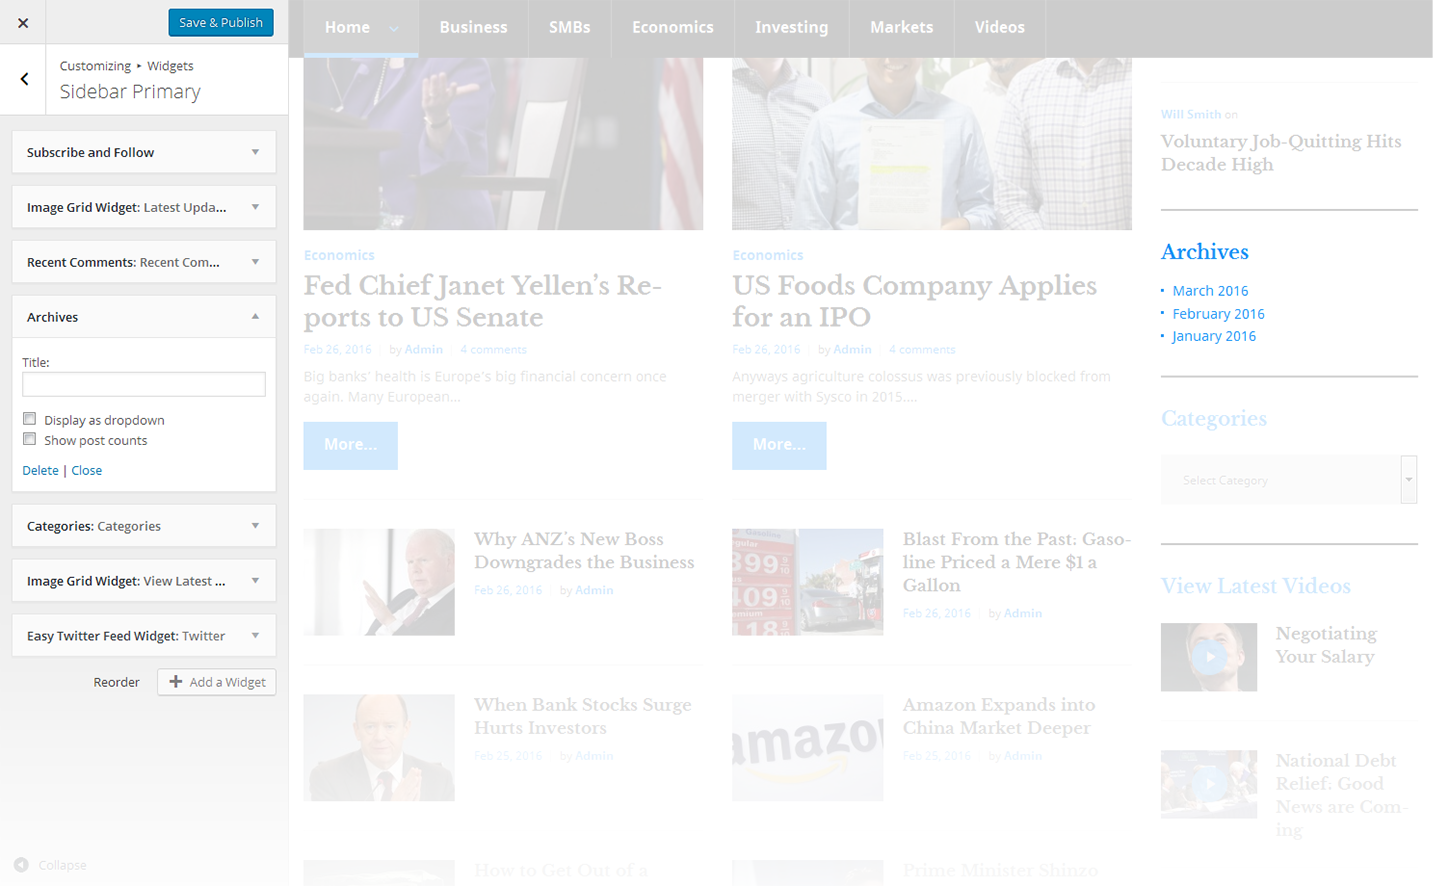 Save & Publish
Customizing ▸ Widgets
Sidebar Primary
Subscribe and Follow
Image Grid Widget: Latest Upda...
Recent Comments: Recent Com...
Archives
Title:
Display as dropdown
Show post counts
Delete | Close
Categories: Categories
Image Grid Widget: View Latest ...
Easy Twitter Feed Widget: Twitter
Reorder
Add a Widget
Collapse
Home
Business
SMBs
Economics
Investing
Markets
Videos
Economics
Fed Chief Janet Yellen’s Re-
ports to US Senate
Feb 26, 2016 by Admin 4 comments
Big banks’ health is Europe’s big financial concern once
again. Many European...
More...
Economics
US Foods Company Applies
for an IPO
Feb 26, 2016 by Admin 4 comments
Anyways agriculture colossus was previously blocked from
merger with Sysco in 2015....
More...
Why ANZ’s New Boss
Downgrades the Business
Feb 26, 2016 by Admin
399
409
118
Blast From the Past: Gaso-
line Priced a Mere $1 a
Gallon
Feb 26, 2016 by Admin
When Bank Stocks Surge
Hurts Investors
Feb 25, 2016 by Admin
amazo
Amazon Expands into
China Market Deeper
Feb 25, 2016 by Admin
How to Get Out of a
Prime Minister Shinzo
Will Smith on
Voluntary Job-Quitting Hits
Decade High
Archives
March 2016
February 2016
January 2016
Categories
Select Category
View Latest Videos
Negotiating
Your Salary
National Debt
Relief: Good
News are Com-
ing